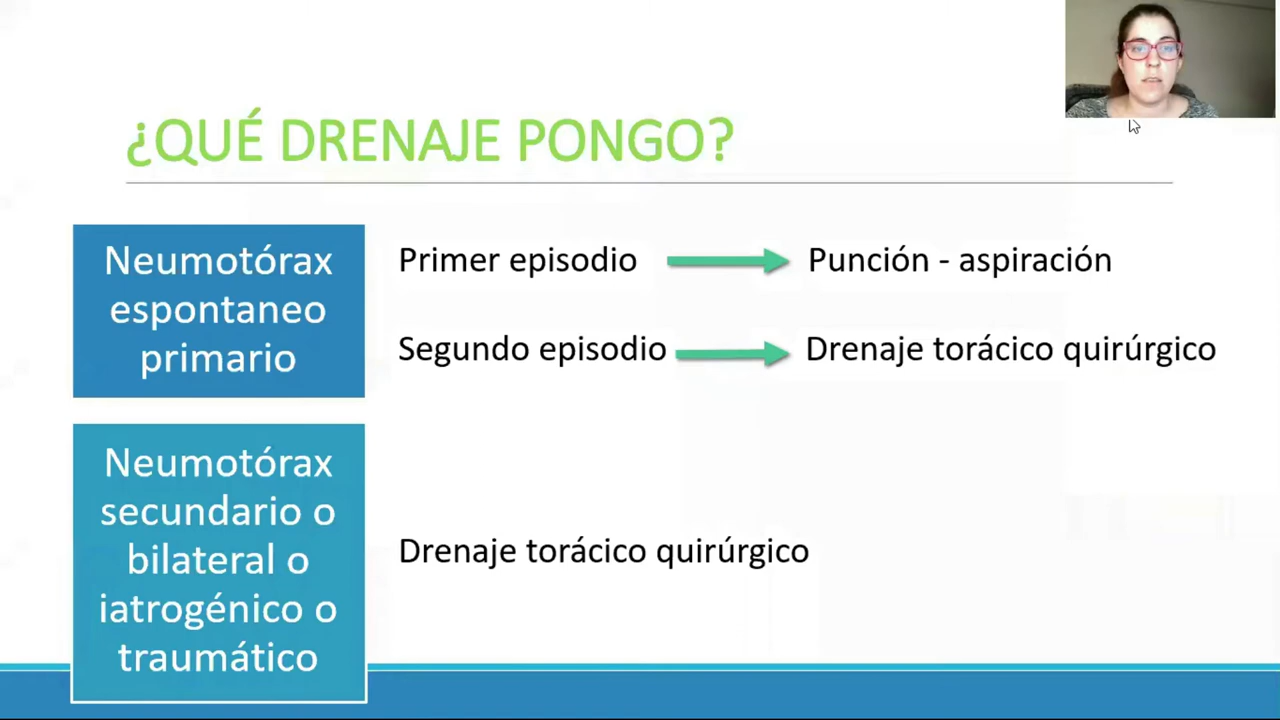 ¿QUÉ DRENAJE PONGO?
Neumotórax
espontaneo
primario
Primer episodio
Punción - aspiración
Segundo episodio
Drenaje torácico quirúrgico
Neumotórax
secundario o
bilateral o
iatrogénico o
traumático
Drenaje torácico quirúrgico